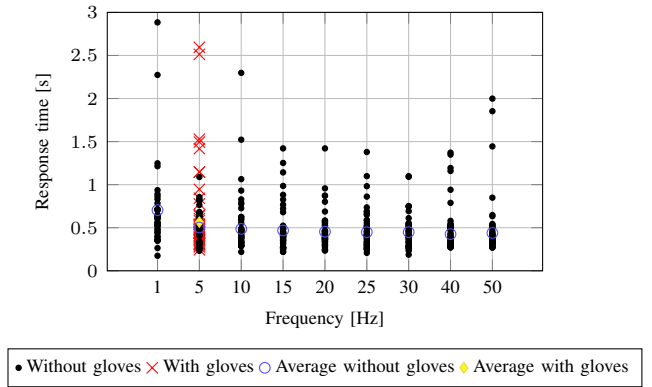 3
2.5
2
1.5
1
0.5
0
Response time [s]
1 5 10 15 20 25 30 40 50
Frequency [Hz]
Without gloves With gloves Average without gloves Average with gloves